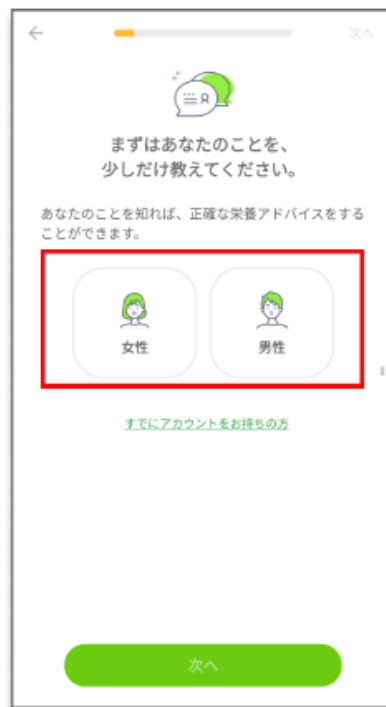 次へ
まずはあなたのことを、
少しだけ教えてください。
あなたのことを知れば、正確な栄養アドバイスをする
ことができます。
女性 男性
すでにアカウントをお持ちの方
次へ